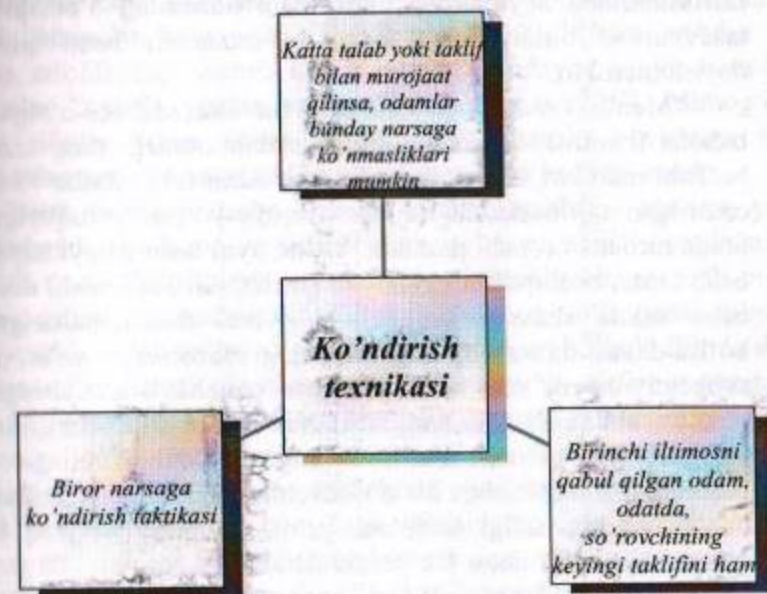 Katta talab yoki taklif
bilan murojaat
qilinsa, odamlar
bunday narsaga
ko'nmasliklari
mumkin
Ko'ndirish
texnikasi
Biror narsaga
ko'ndirish taktikasi
Birinchi iltimosni
qabul qilgan odam,
odatda,
so'rovchining
keyingi taklifini ham